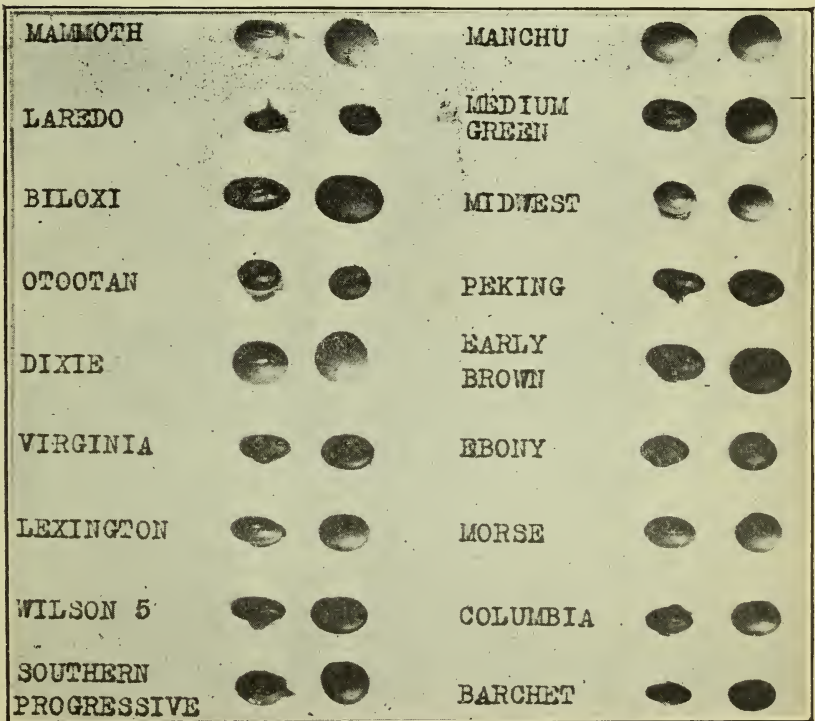 MAMMOTH
LAREDO
BILOXI
OTOOTAN
DIXIE
VIRGINIA
LEXINGTON
WILSON 5
SOUTHERN
PROGRESSIVE
MANCHU
MEDIUM
GREEN
MIDWEST
PEKING
EARLY
BROWN
EBONY
MORSE
COLUMBIA
BARCHET